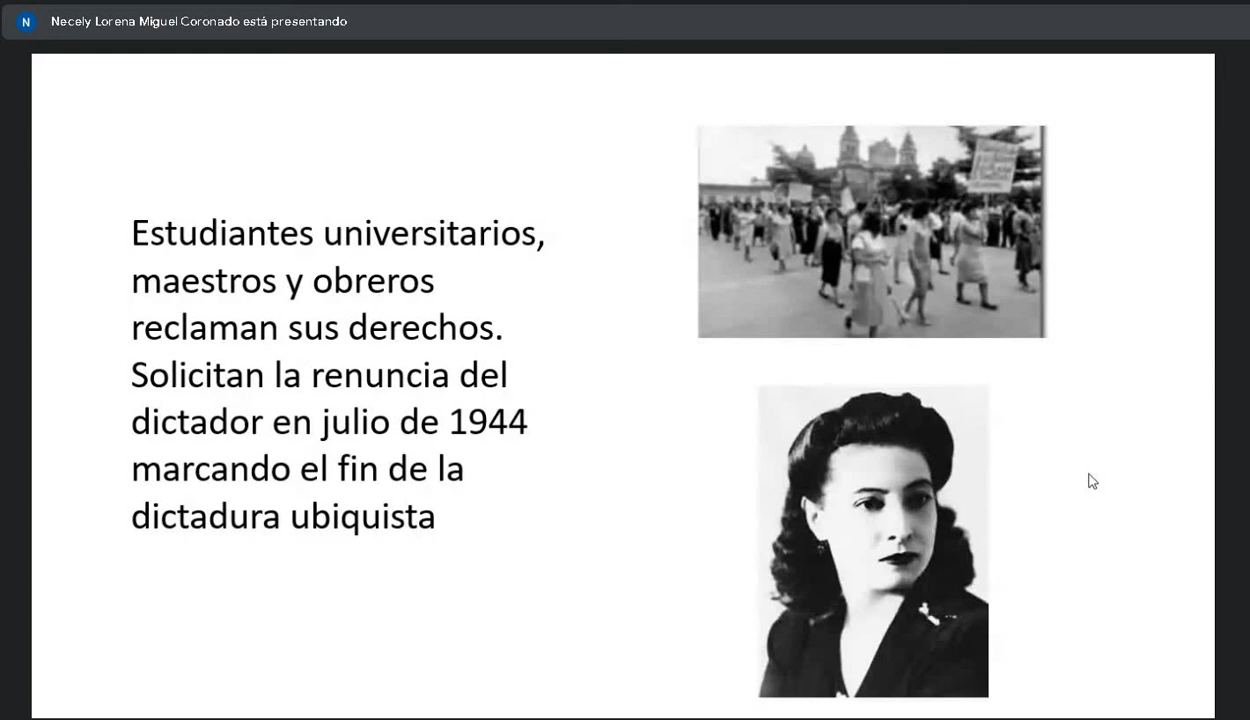 N
Necely Lorena Miguel Coronado está presentando
Estudiantes universitarios,
maestros y obreros
reclaman sus derechos.
Solicitan la renuncia del
dictador en julio de 1944
marcando el fin de la
dictadura ubiquista